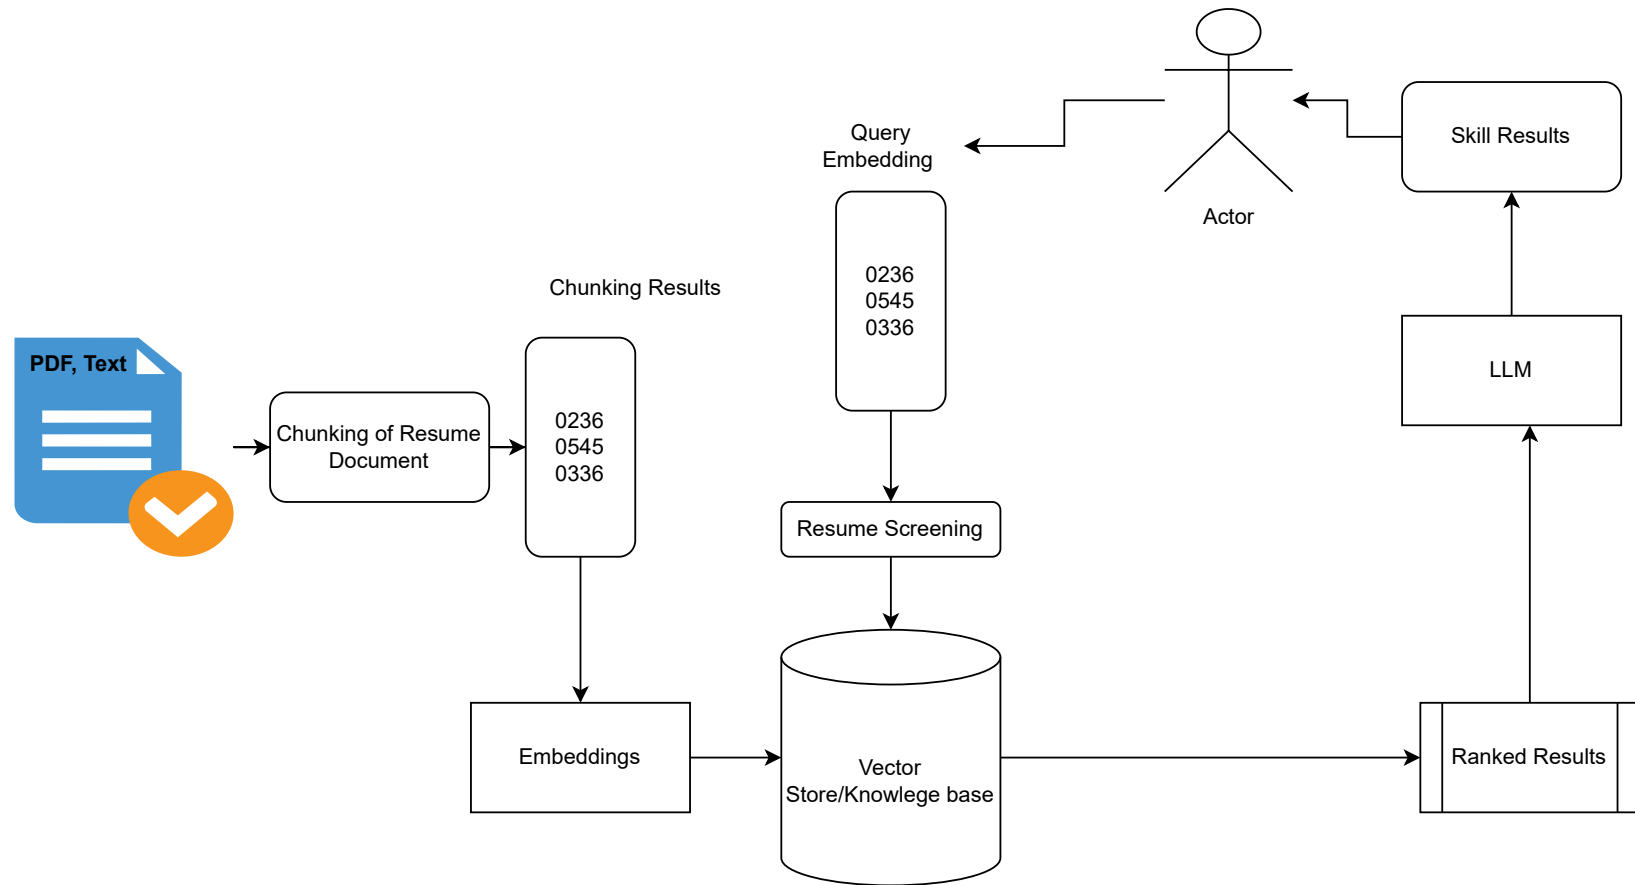 Query
Embedding
Skill Results
Actor
0236
0545
0336
Chunking Results
PDF, Text
LLM
Chunking of Resume
Document
0236
0545
0336
Resume Screening
Embeddings
Vector
Store/Knowlege base
Ranked Results